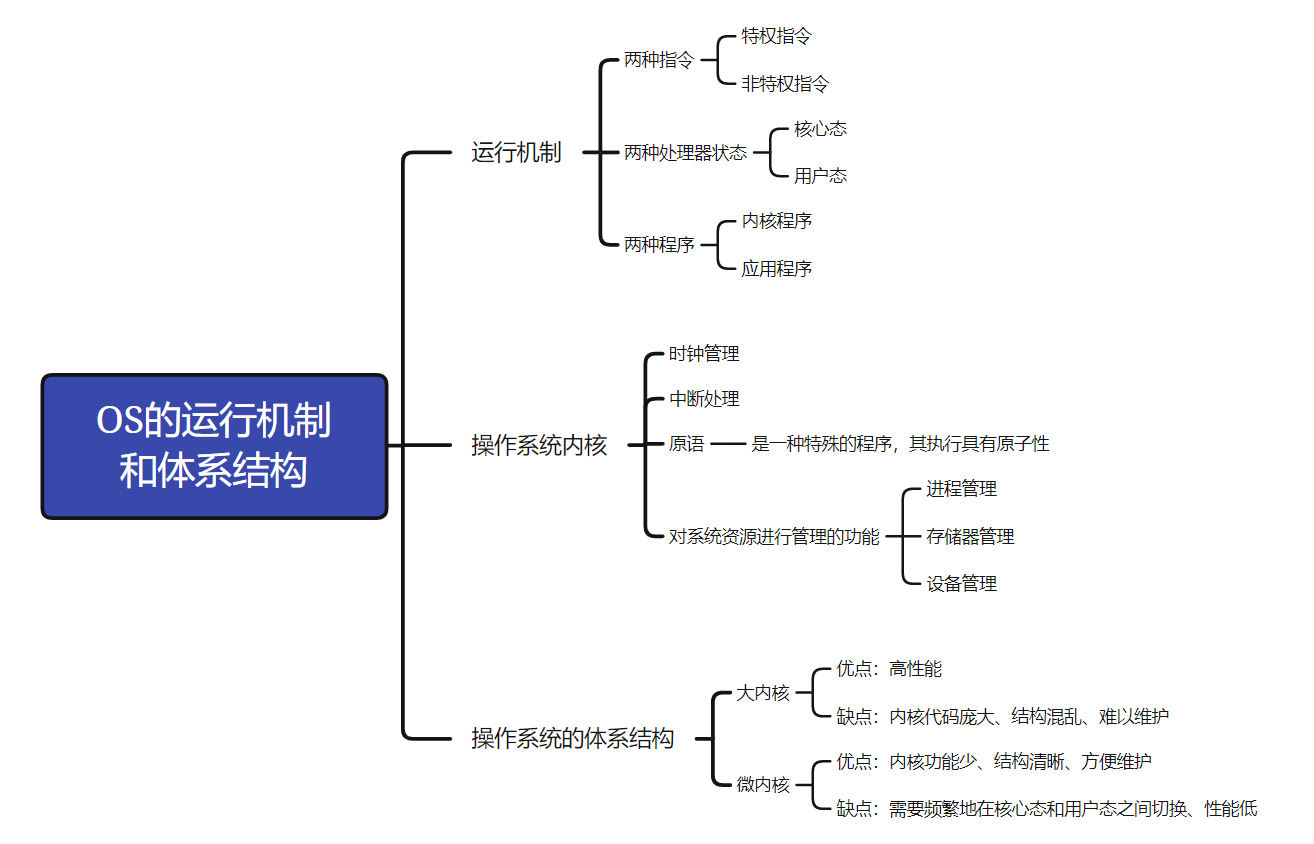 OS的运行机制
和体系结构
运行机制
两种指令
特权指令
非特权指令
两种处理器状态
核心态
用户态
两种程序
内核程序
应用程序
操作系统内核
时钟管理
中断处理
原语
是一种特殊的程序，其执行具有原子性
对系统资源进行管理的功能
进程管理
存储器管理
设备管理
操作系统的体系结构
大内核
优点：高性能
缺点：内核代码庞大、结构混乱、难以维护
微内核
优点：内核功能少、结构清晰、方便维护
缺点：需要频繁地在核心态和用户态之间切换、性能低